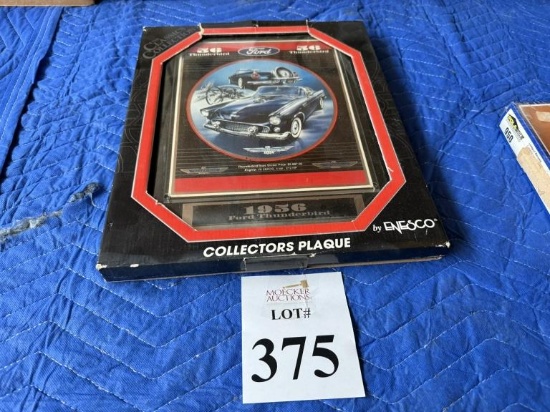 56 Ford 56
Thunderbird Thunderbird
1956
Ford Thunderbird
by ENESCO
COLLECTORS PLAQUE
MOECKER
AUCTIONS
LOT#
375